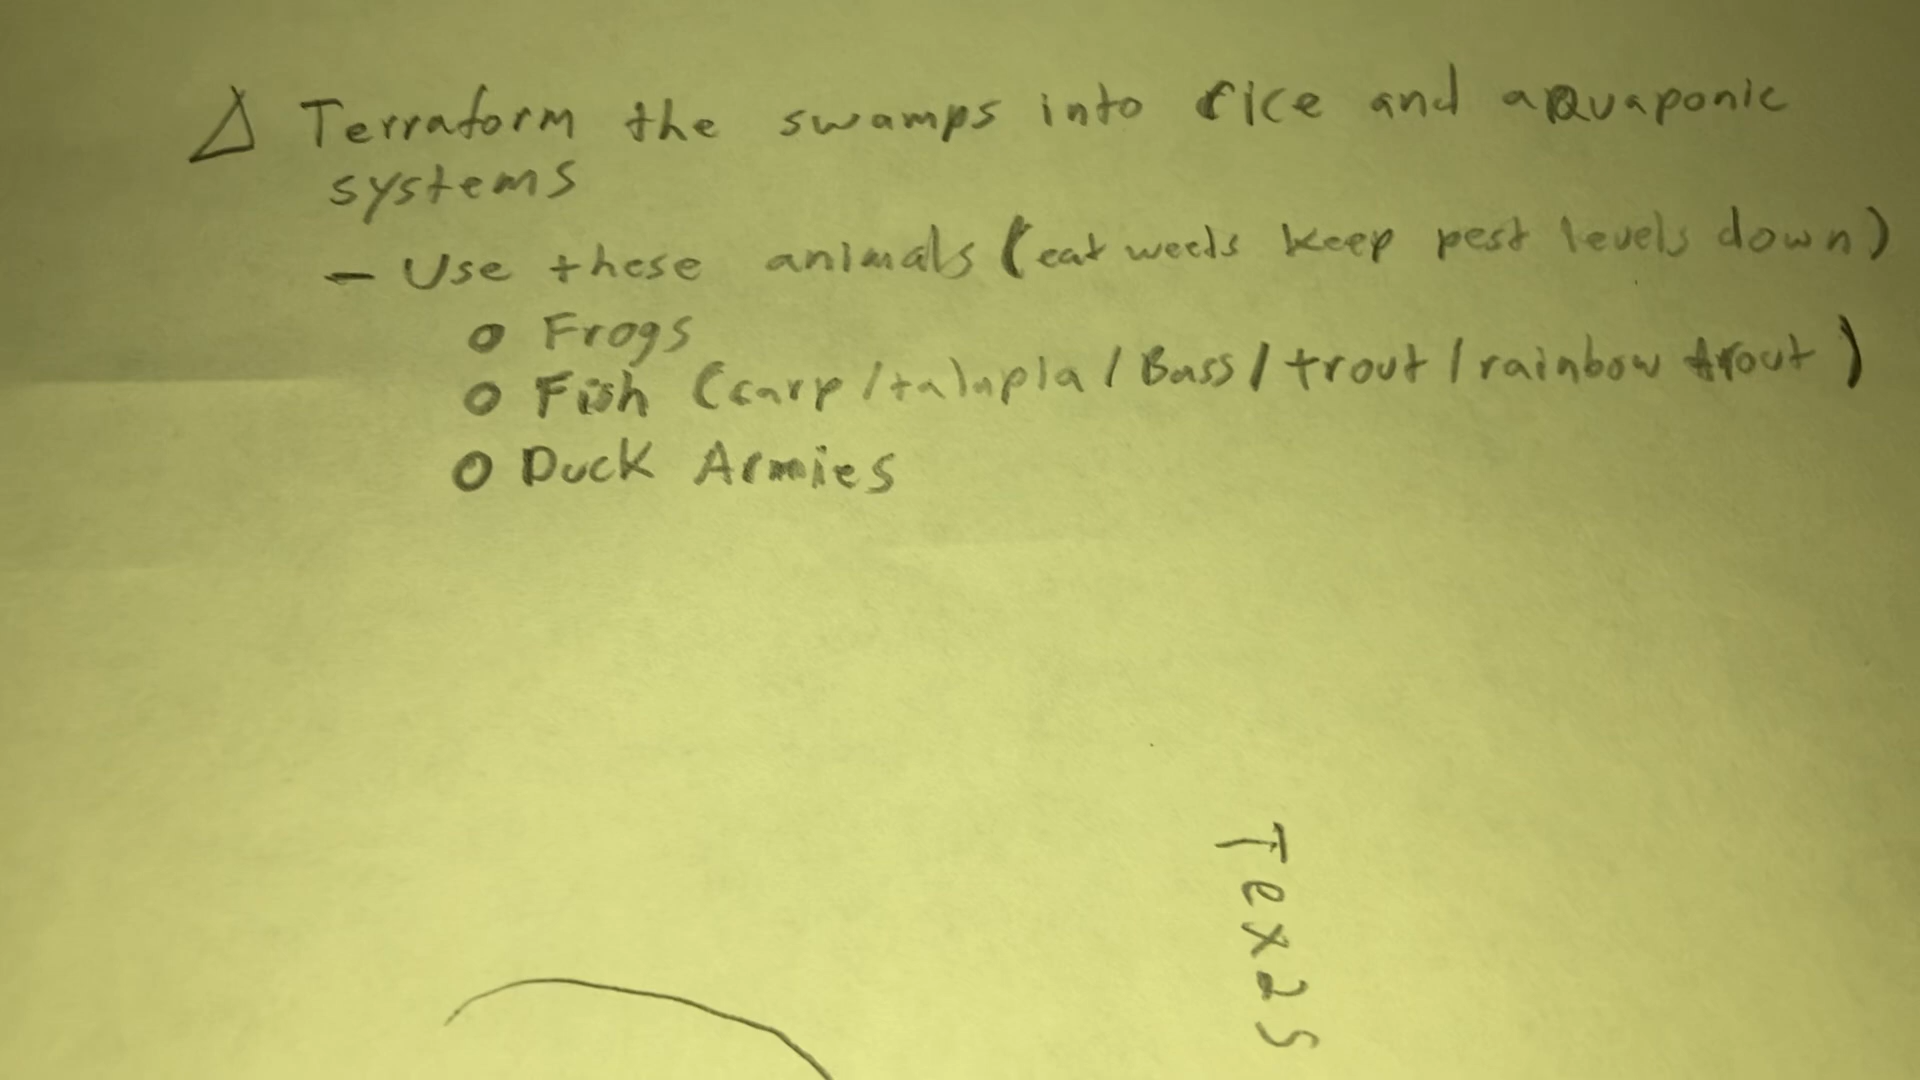 △ Terraform the swamps into rice and aquaponic
systems
- Use these animals (eat weeds keep pest levels down)
o Frogs
o Fish (carp/talapia/Bass/trout/rainbow trout)
o Duck Armies
Texas